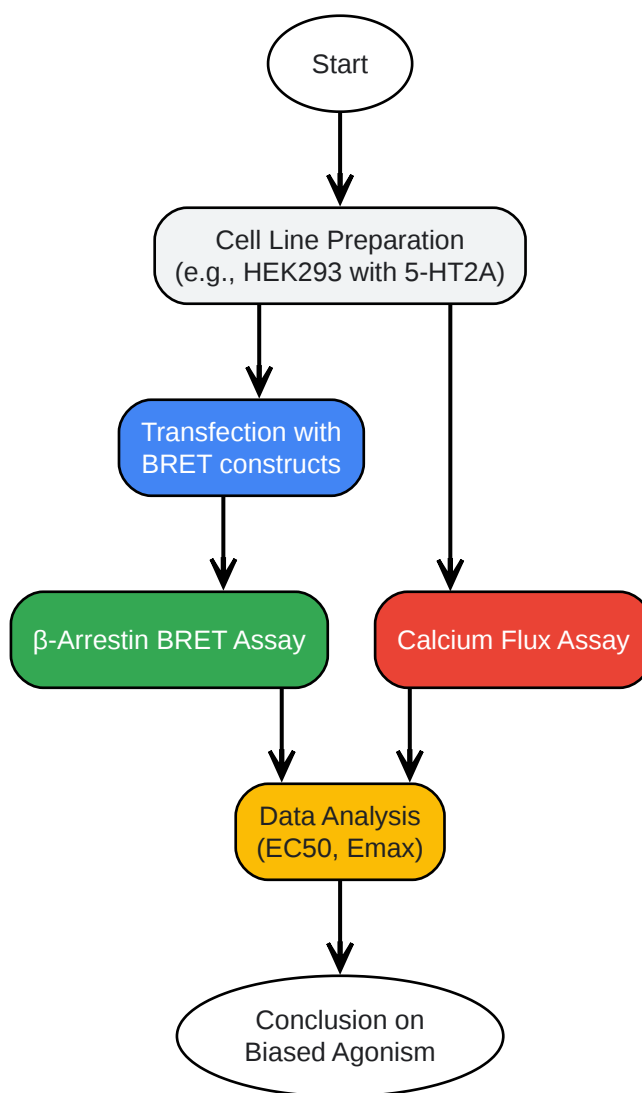 Start
Cell Line Preparation
(e.g., HEK293 with 5-HT2A)
Transfection with
BRET constructs
β-Arrestin BRET Assay
Calcium Flux Assay
Data Analysis
(EC50, Emax)
Conclusion on
Biased Agonism